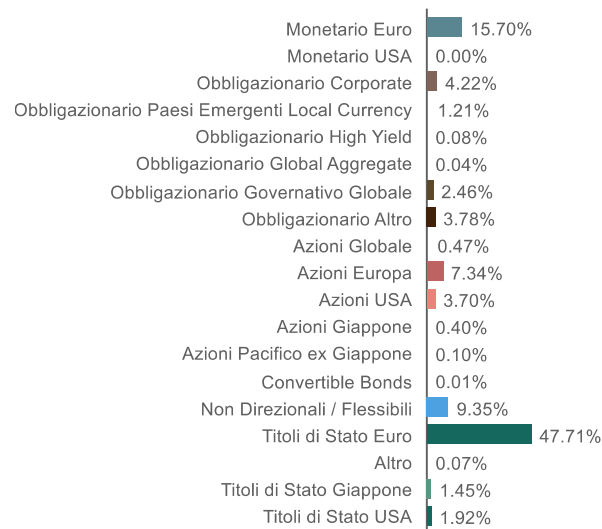 Monetario Euro 15.70%
Monetario USA 0.00%
Obbligazionario Corporate 4.22%
Obbligazionario Paesi Emergenti Local Currency 1.21%
Obbligazionario High Yield 0.08%
Obbligazionario Global Aggregate 0.04%
Obbligazionario Governativo Globale 2.46%
Obbligazionario Altro 3.78%
Azioni Globale 0.47%
Azioni Europa 7.34%
Azioni USA 3.70%
Azioni Giappone 0.40%
Azioni Pacifico ex Giappone 0.10%
Convertible Bonds 0.01%
Non Direzionali / Flessibili 9.35%
Titoli di Stato Euro 47.71%
Altro 0.07%
Titoli di Stato Giappone 1.45%
Titoli di Stato USA 1.92%